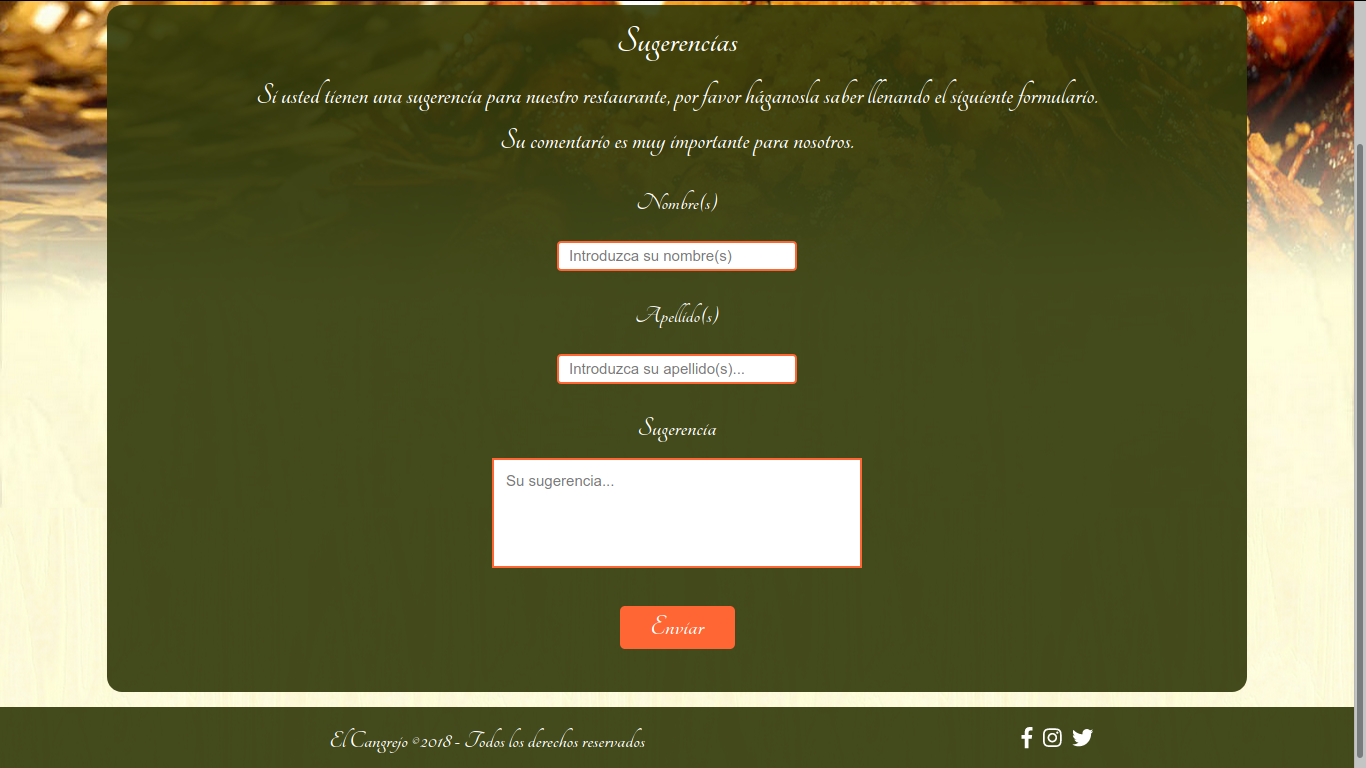 Sugerencias
Si usted tienen una sugerencia para nuestro restaurante, por favor háganosla saber llenando el siguiente formulario.
Su comentario es muy importante para nosotros.
Nombre(s)
Introduzca su nombre(s)
Apellido(s)
Introduzca su apellido(s)...
Sugerencia
Su sugerencia...
Enviar
El Cangrejo ©2018 - Todos los derechos reservados